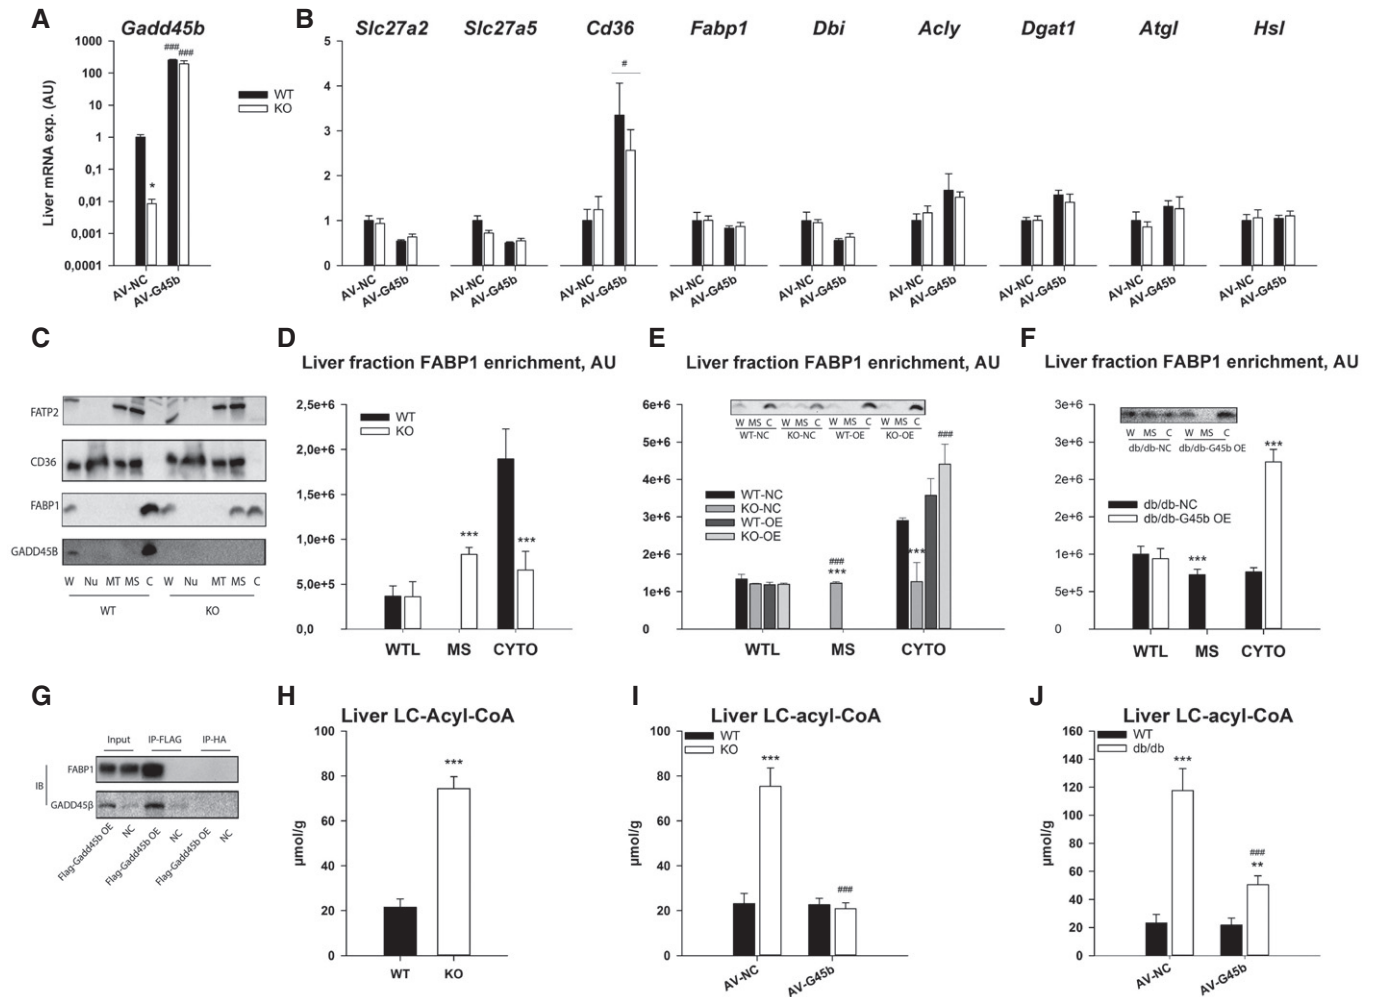 A
B
Gadd45b
Slc27a2
Slc27a5
Cd36
Fabp1
Dbi
Acly
Dgat1
Atgl
Hsl
Liver mRNA exp. (AU)
1000
100
10
1
0,1
0,01
0,001
0,0001
###
###
*
AV-NC
AV-G45b
WT
KO
5
4
3
2
1
0
#
AV-NC
AV-G45b
AV-NC
AV-G45b
AV-NC
AV-G45b
AV-NC
AV-G45b
AV-NC
AV-G45b
AV-NC
AV-G45b
AV-NC
AV-G45b
AV-NC
AV-G45b
AV-NC
AV-G45b
C
FATP2
CD36
FABP1
GADD45B
W Nu MT MS C W Nu MT MS C
WT KO
D
Liver fraction FABP1 enrichment, AU
2,5e+6
2,0e+6
1,5e+6
1,0e+6
5,0e+5
0,0
WT
KO
***
***
WTL MS CYTO
E
Liver fraction FABP1 enrichment, AU
6e+6
5e+6
4e+6
3e+6
2e+6
1e+6
0
W MS C W MS C W MS C W MS C
WT-NC KO-NC WT-OE KO-OE
WT-NC
KO-NC
WT-OE
KO-OE
###
***
***
###
WTL MS CYTO
F
Liver fraction FABP1 enrichment, AU
3e+6
3e+6
2e+6
2e+6
1e+6
5e+5
0
W MS C W MS C
db/db-NC db/db-G45b OE
db/db-NC
db/db-G45b OE
***
***
WTL MS CYTO
G
Input IP-FLAG IP-HA
IB
FABP1
GADD45β
Flag-Gadd45b OE
NC
Flag-Gadd45b OE
NC
Flag-Gadd45b OE
NC
H
Liver LC-Acyl-CoA
µmol/g
100
80
60
40
20
0
***
WT KO
I
Liver LC-acyl-CoA
µmol/g
100
80
60
40
20
0
WT
KO
***
###
AV-NC
AV-G45b
J
Liver LC-acyl-CoA
µmol/g
160
140
120
100
80
60
40
20
0
WT
db/db
***
###
**
AV-NC
AV-G45b